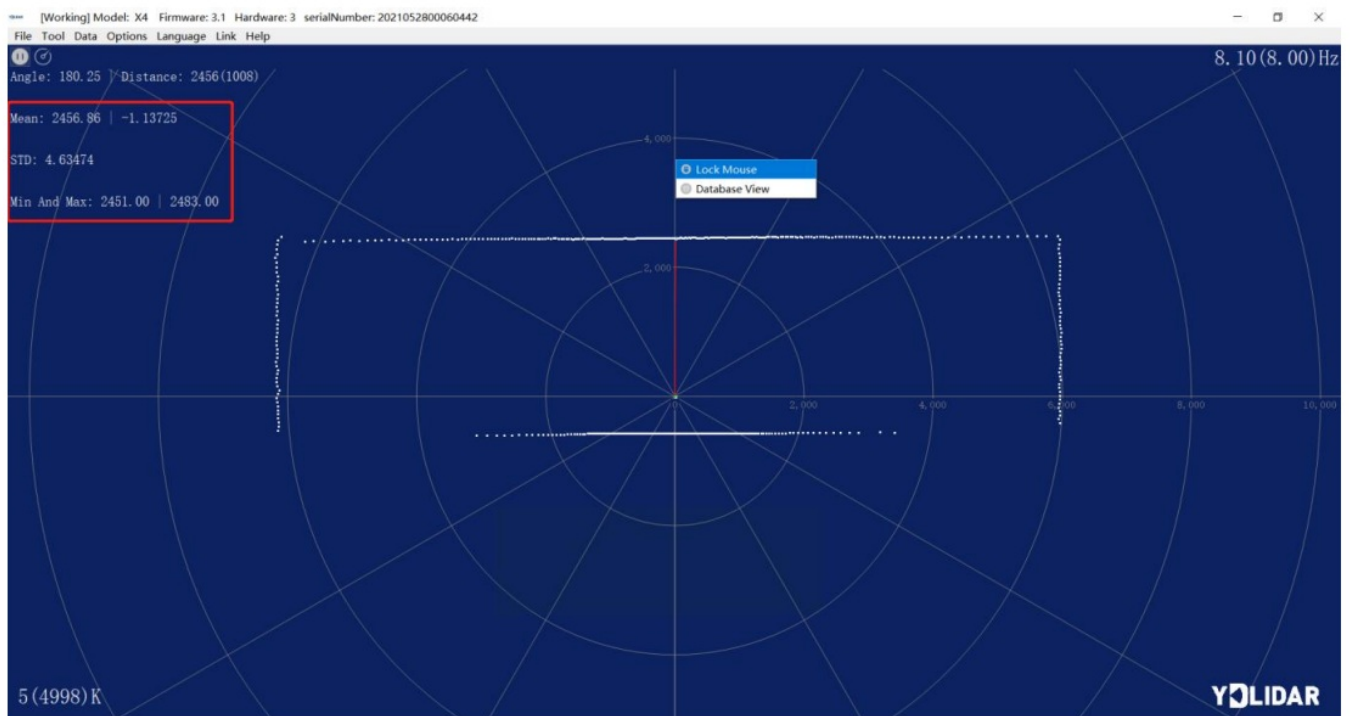 [Working] Model: X4 Firmware: 3.1 Hardware: 3 serialNumber: 2021052800060442
File Tool Data Options Language Link Help
8.10(8.00)Hz
Angle: 180.25 Distance: 2456(1008)
Mean: 2456.86 | -1.13725
STD: 4.63474
Min And Max: 2451.00 | 2483.00
4,000
Lock Mouse
Database View
2,000
0 2,000 4,000 6,000 8,000 10,000
5(4998)K
YDLIDAR